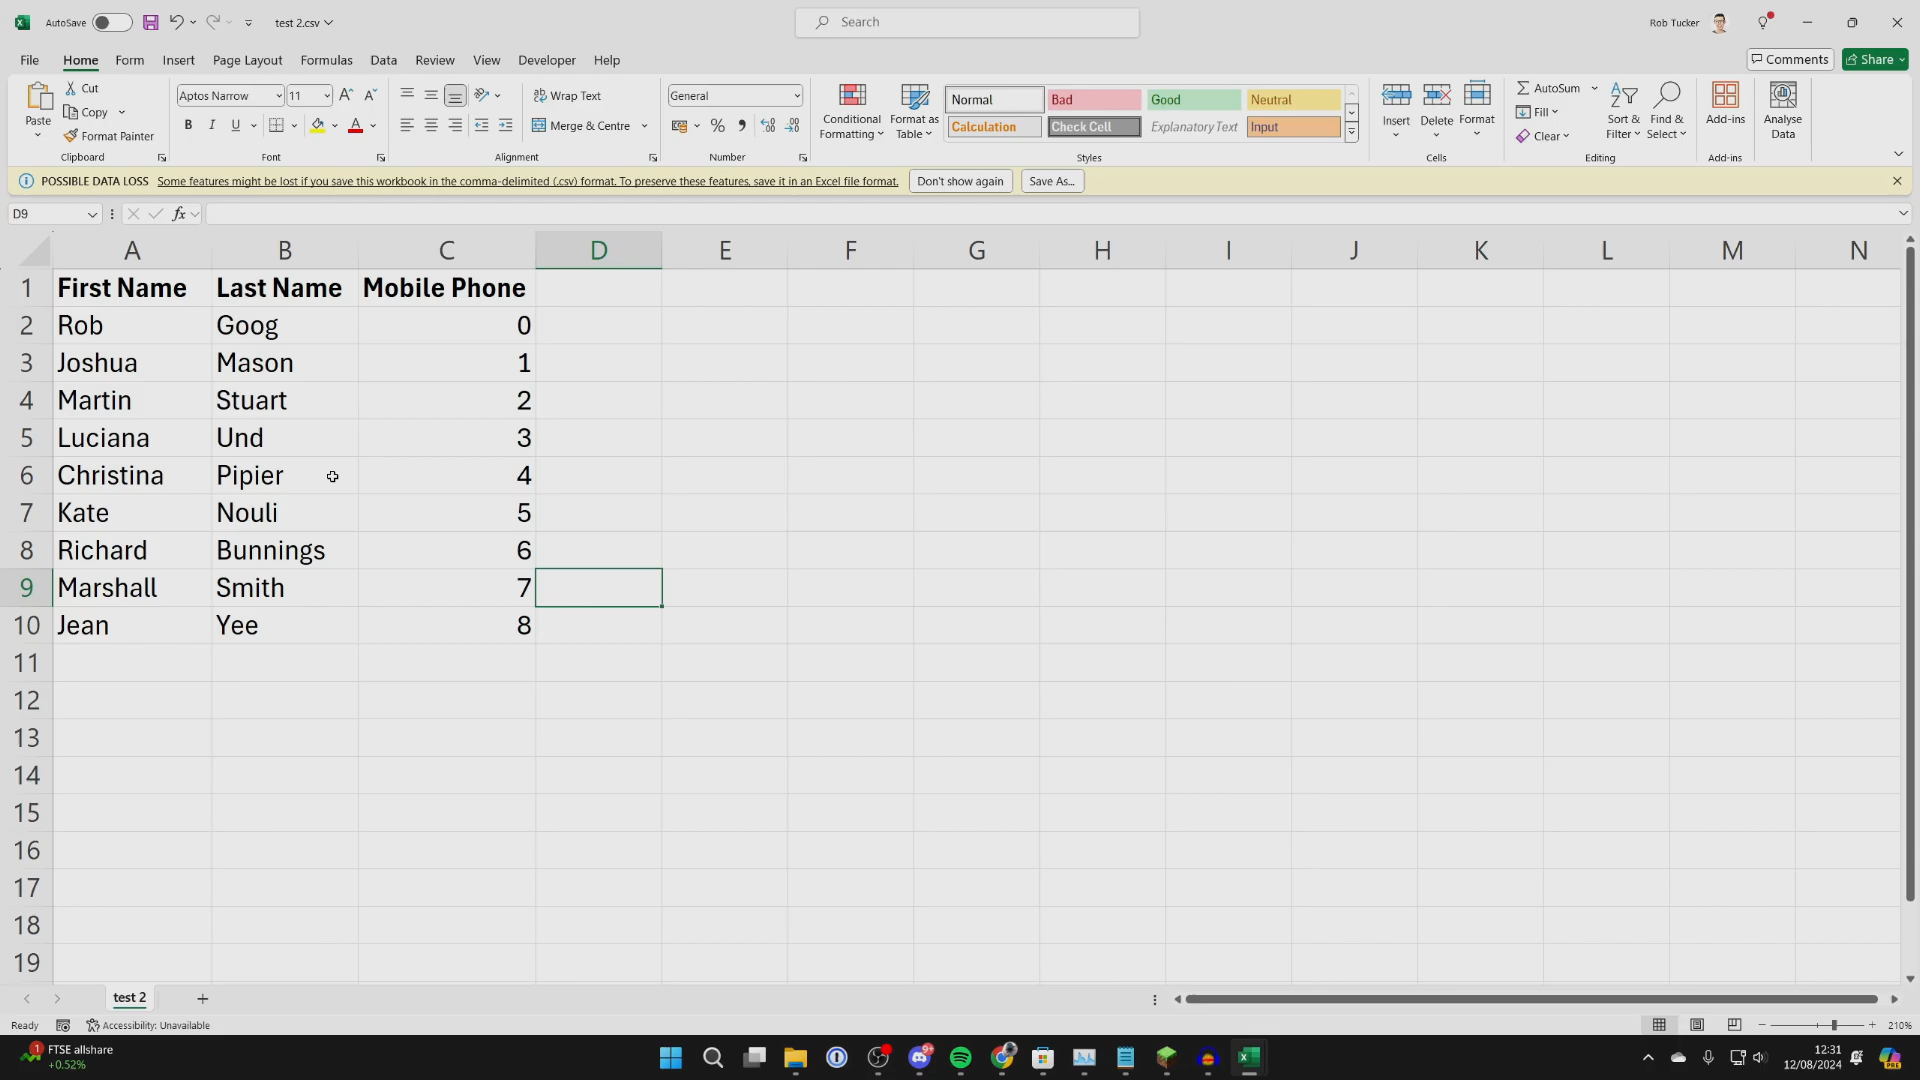 AutoSave
test 2.csv
Search
Rob Tucker
File Home Form Insert Page Layout Formulas Data Review View Developer Help
Comments Share
Paste
Cut
Copy
Format Painter
Clipboard
Aptos Narrow 11
B I U
Font
Wrap Text
Merge & Centre
Alignment
General
Number
Conditional Formatting
Format as Table
Normal Bad Good Neutral
Calculation Check Cell Explanatory Text Input
Styles
Insert Delete Format
Cells
AutoSum
Fill
Clear
Sort & Filter
Find & Select
Editing
Add-ins
Add-ins
Analyse Data
POSSIBLE DATA LOSS Some features might be lost if you save this workbook in the comma-delimited (.csv) format. To preserve these features, save it in an Excel file format. Don't show again Save As...
D9 fx
A B C D E F G H I J K L M N
1 First Name Last Name Mobile Phone
2 Rob Goog 0
3 Joshua Mason 1
4 Martin Stuart 2
5 Luciana Und 3
6 Christina Pipier 4
7 Kate Nouli 5
8 Richard Bunnings 6
9 Marshall Smith 7
10 Jean Yee 8
11
12
13
14
15
16
17
18
19
test 2
Ready Accessibility: Unavailable 210%
1 FTSE allshare
+0.52%
9+
12:31
12/08/2024
PRE